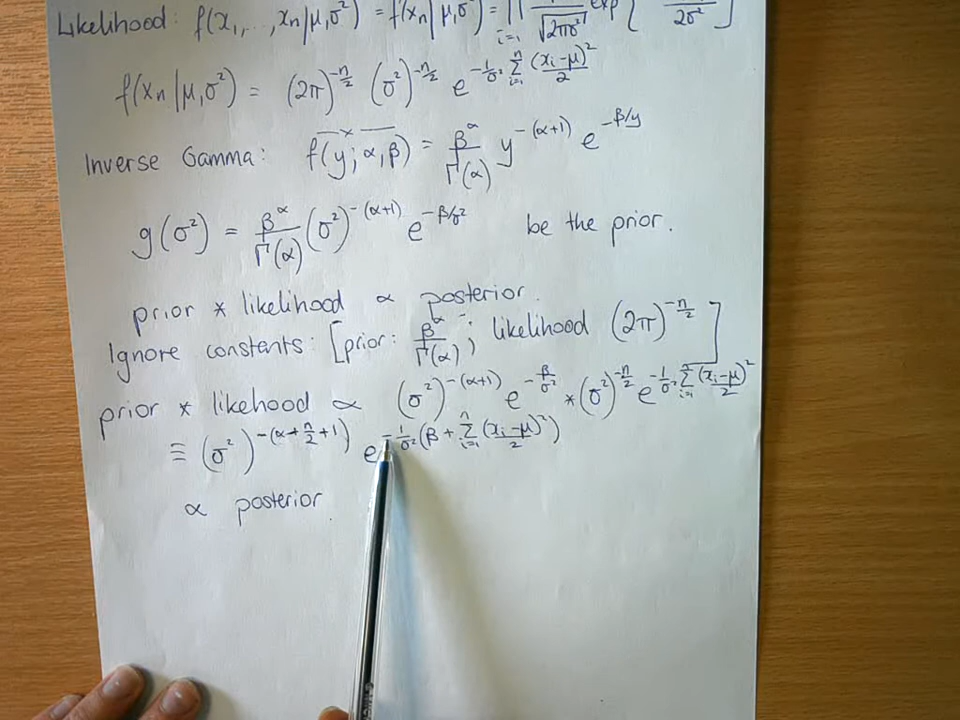 Likelihood: f(x₁,...,xₙ|μ,σ²) = f(xₙ|μ,σ²) = ∏ᵢ₌₁ 1/√(2πσ²) exp[ 2σ² ]
f(xₙ|μ,σ²) = (2π)^(-n/2) (σ²)^(-n/2) e^(-1/σ² Σᵢ₌₁ⁿ (xᵢ-μ)²/2)
Inverse Gamma: f(y;α,β) = β^α/Γ(α) y^(-(α+1)) e^(-β/y)
g(σ²) = β^α/Γ(α) (σ²)^(-(α+1)) e^(-β/σ²) be the prior.
prior * likelihood ∝ posterior.
Ignore constants: [prior: β^α/Γ(α); likelihood (2π)^(-n/2)]
prior * likehood ∝ (σ²)^(-(α+1)) e^(-β/σ²) * (σ²)^(-n/2) e^(-1/σ² Σᵢ₌₁ⁿ (xᵢ-μ)²/2)
≡ (σ²)^(-(α+n/2+1)) e^(-1/σ² (β + Σᵢ₌₁ⁿ (xᵢ-μ)²/2))
∝ posterior